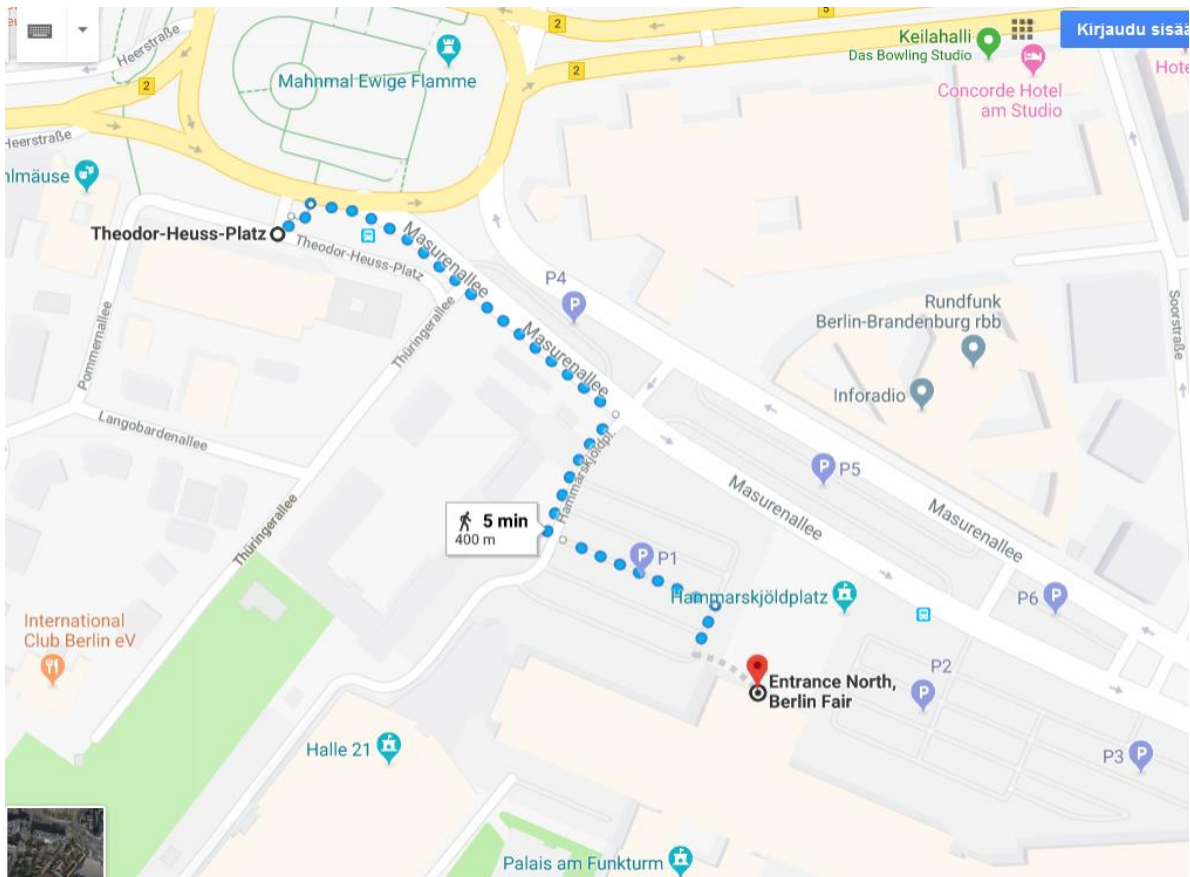 Heerstraße
Kirjaudu sisää
2
2
5
2
Keilahalli
Das Bowling Studio
Mahnmal Ewige Flamme
Concorde Hotel
am Studio
Hote
Heerstraße
hlmäuse
Theodor-Heuss-Platz
Theodor-Heuss-Platz
Masurenallee
P4
Rundfunk
Berlin-Brandenburg rbb
Soorstraße
Pommernallee
Thüringerallee
Masurenallee
Inforadio
Langobardenallee
Hammarskjöldpl.
P5
Masurenallee
Masurenallee
5 min
400 m
Thüringerallee
P1
Hammarskjöldplatz
P6
International
Club Berlin eV
P2
Entrance North,
Berlin Fair
Halle 21
P3
Palais am Funkturm